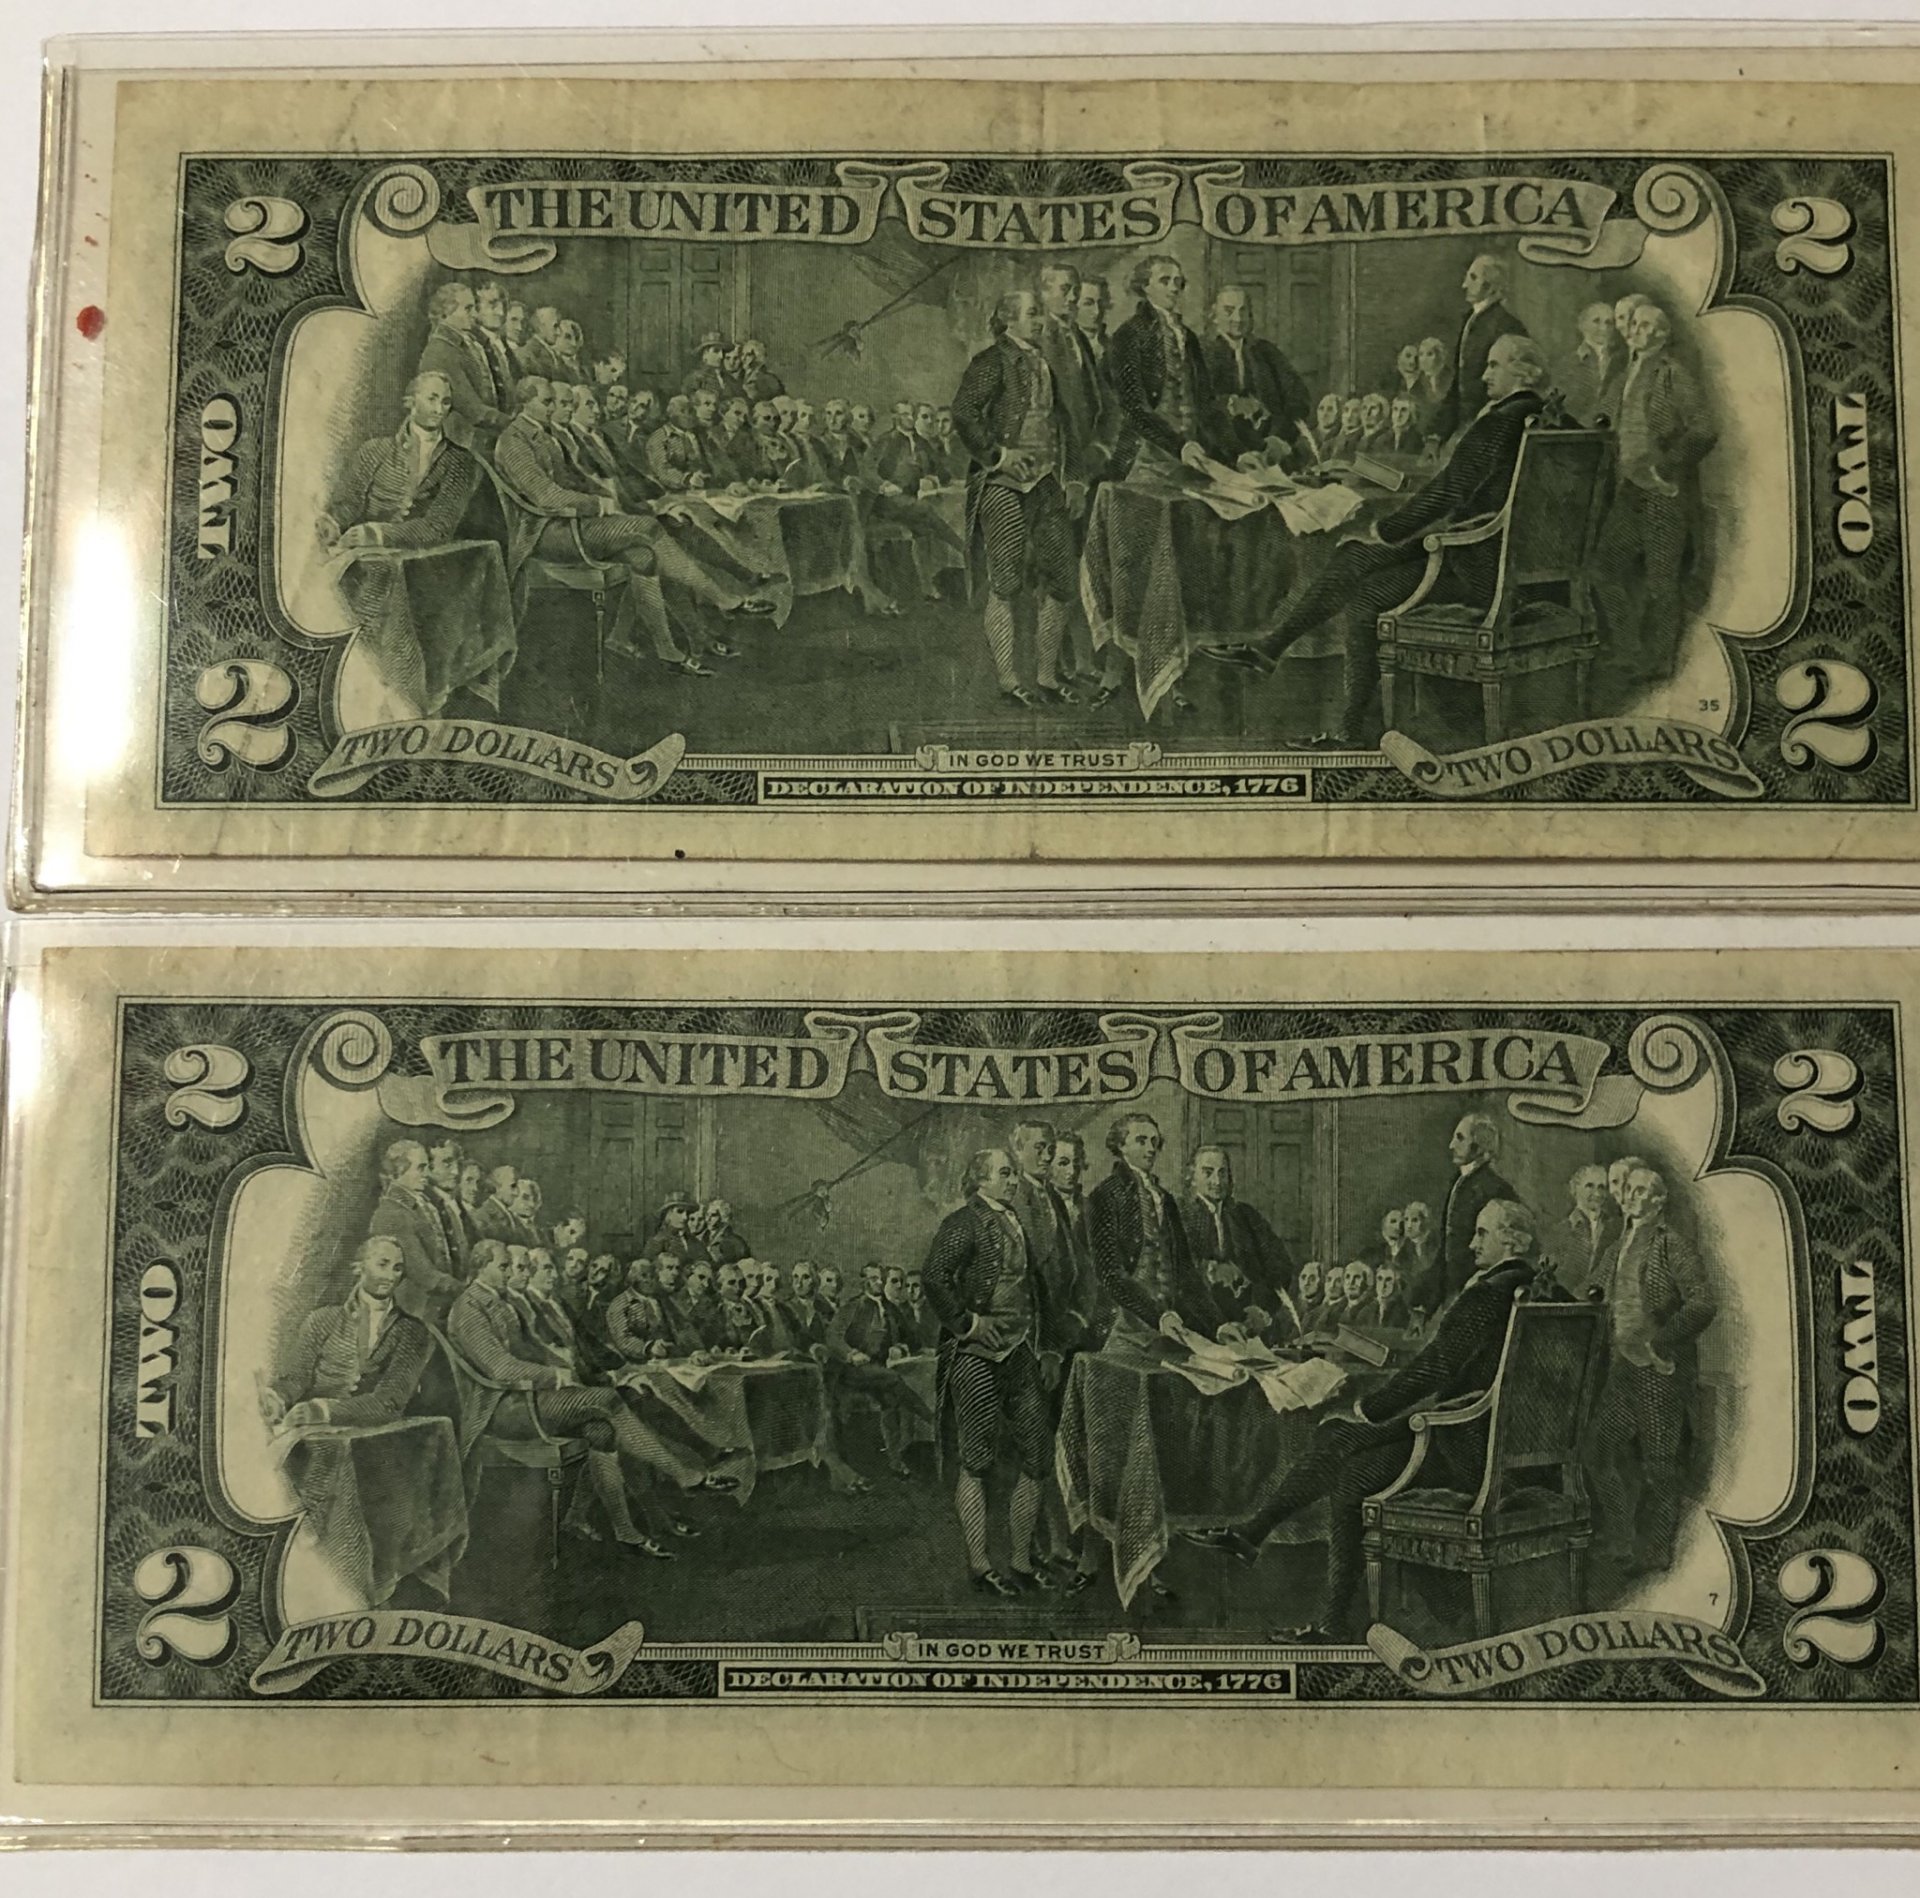 THE UNITED STATES OF AMERICA
2 2
TWO TWO
2 2
35
TWO DOLLARS IN GOD WE TRUST TWO DOLLARS
DECLARATION OF INDEPENDENCE, 1776
THE UNITED STATES OF AMERICA
2 2
TWO TWO
2 2
7
TWO DOLLARS IN GOD WE TRUST TWO DOLLARS
DECLARATION OF INDEPENDENCE, 1776